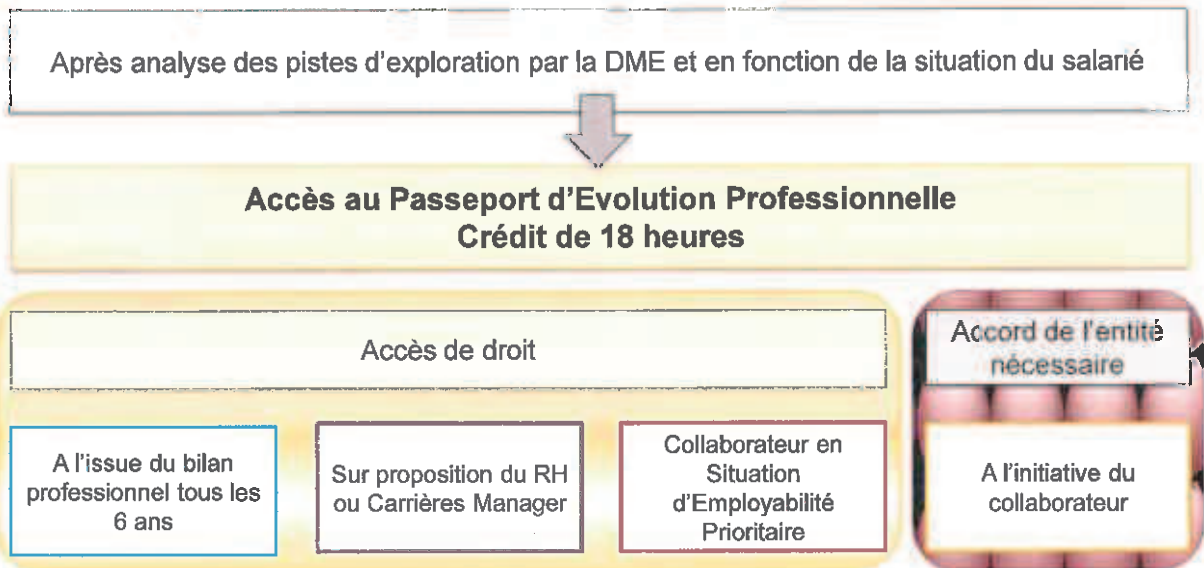 Après analyse des pistes d'exploration par la DME et en fonction de la situation du salarié
Accès au Passeport d'Evolution Professionnelle
Crédit de 18 heures
Accès de droit
Accord de l'entité
nécessaire
A l'issue du bilan
professionnel tous les
6 ans
Sur proposition du RH
ou Carrières Manager
Collaborateur en
Situation
d'Employabilité
Prioritaire
A l'initiative du
collaborateur